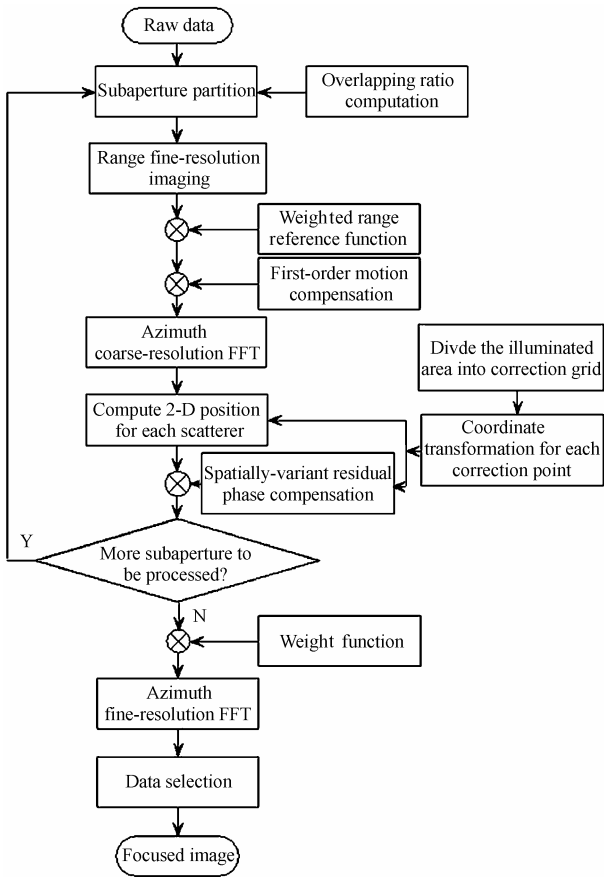 Raw data
Subaperture partition
Overlapping ratio
computation
Range fine-resolution
imaging
Weighted range
reference function
First-order motion
compensation
Azimuth
coarse-resolution FFT
Divde the illuminated
area into correction grid
Compute 2-D position
for each scatterer
Coordinate
transformation for each
correction point
Spatially-variant residual
phase compensation
Y
More subaperture to
be processed?
N
Weight function
Azimuth
fine-resolution FFT
Data selection
Focused image